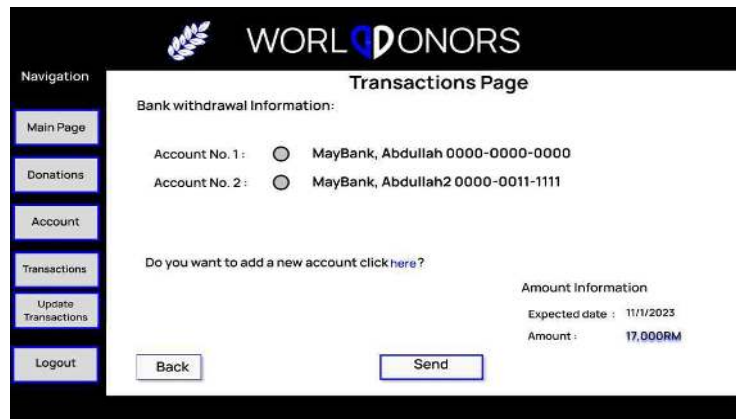 WORLDDONORS
Navigation
Transactions Page
Bank withdrawal Information:
Main Page
Account No. 1 : MayBank, Abdullah 0000-0000-0000
Donations
Account No. 2 : MayBank, Abdullah2 0000-0011-1111
Account
Do you want to add a new account click here?
Transactions
Amount Information
Update
Transactions
Expected date : 11/1/2023
Amount : 17,000RM
Logout
Back
Send